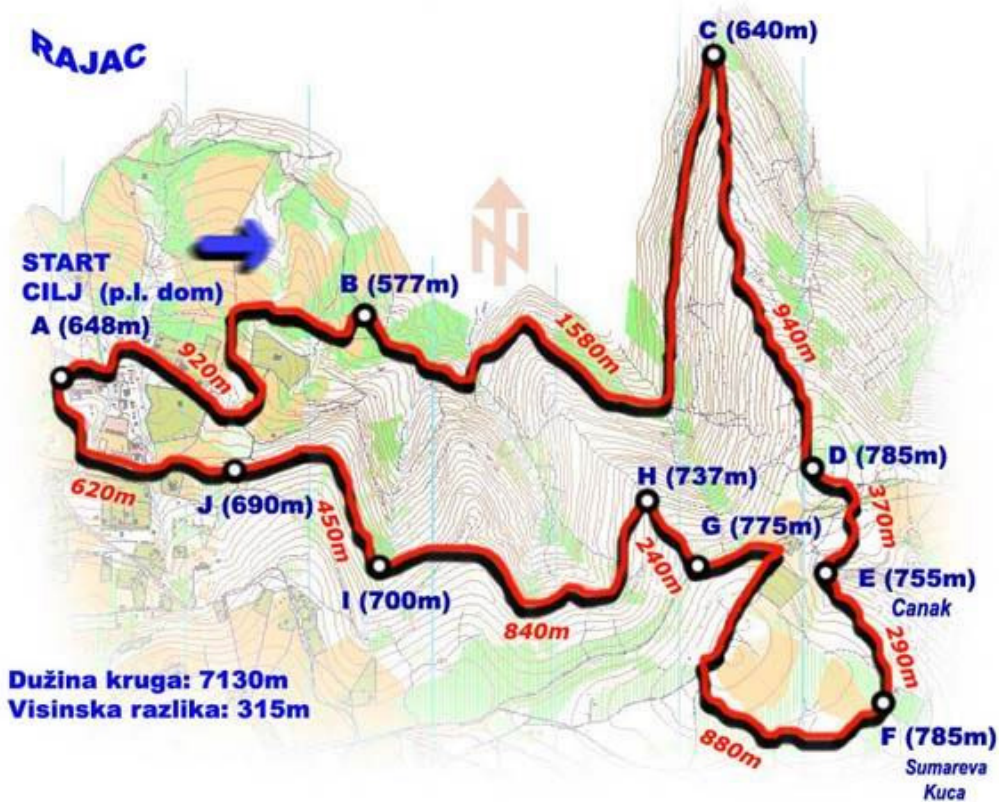 RAJAC
C (640m)
START
CILJ (p.l. dom)
A (648m)
B (577m)
920m
1580m
940m
D (785m)
H (737m)
620m
J (690m)
450m
240m
G (775m)
370m
E (755m)
Canak
I (700m)
840m
290m
Dužina kruga: 7130m
Visinska razlika: 315m
880m
F (785m)
Sumareva
Kuca